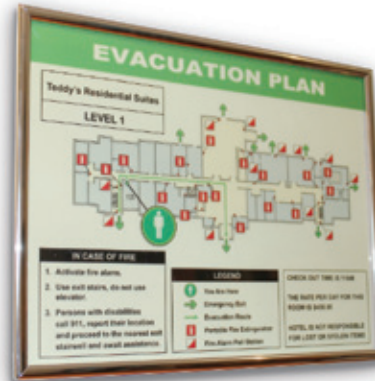 EVACUATION PLAN
Teddy's Residential Suites
LEVEL 1
IN CASE OF FIRE
1. Activate fire alarm.
2. Use exit stairs, do not use
elevator.
3. Persons with disabilities
call 911, report their location
and proceed to the nearest exit
stairwell and await assistance.
LEGEND
You Are Here
Emergency Exit
Evacuation Route
Portable Fire Extinguisher
Fire Alarm Pull Station
CHECK OUT TIME IS 11AM
THE RATE PER DAY FOR THIS
ROOM IS
HOTEL IS NOT RESPONSIBLE
FOR LOST OR STOLEN ITEMS